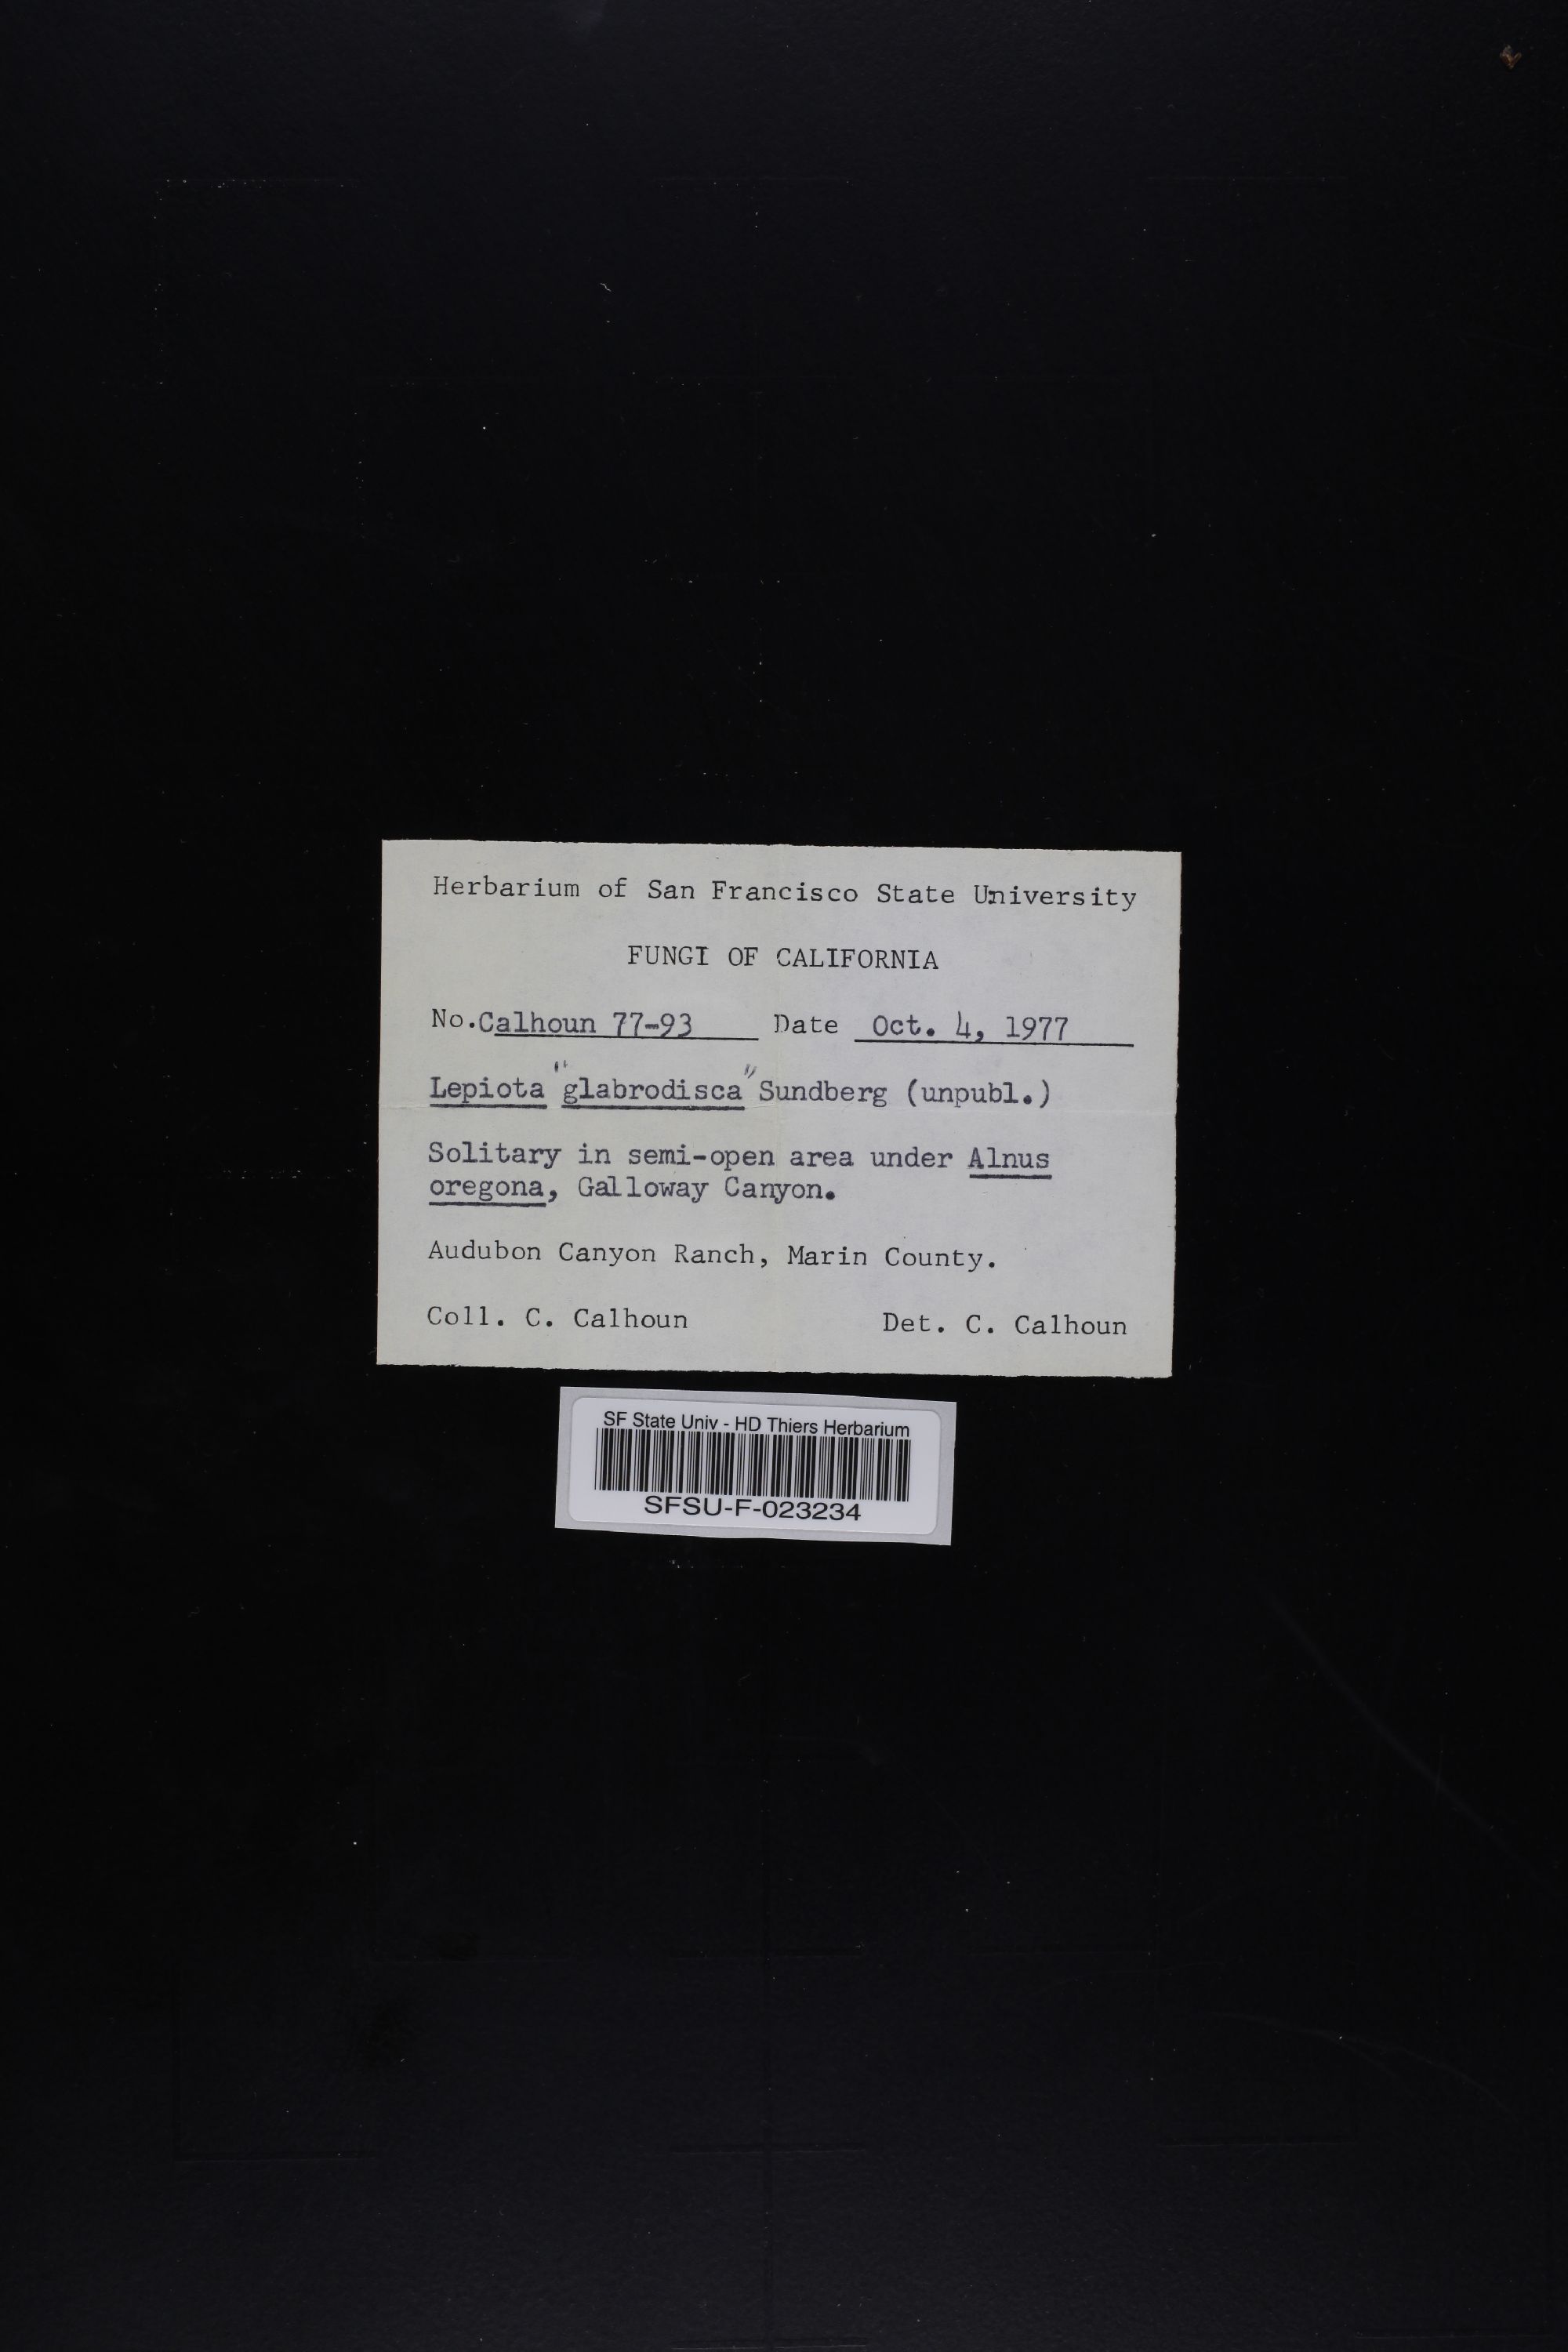 Herbarium of San Francisco State University
FUNGI OF CALIFORNIA
No. Calhoun 77-93 Date Oct. 4, 1977
Lepiota "glabrodisca" Sundberg (unpubl.)
Solitary in semi-open area under Alnus
oregona, Galloway Canyon.
Audubon Canyon Ranch, Marin County.
Coll. C. Calhoun Det. C. Calhoun
SF State Univ - HD Thiers Herbarium
SFSU-F-023234